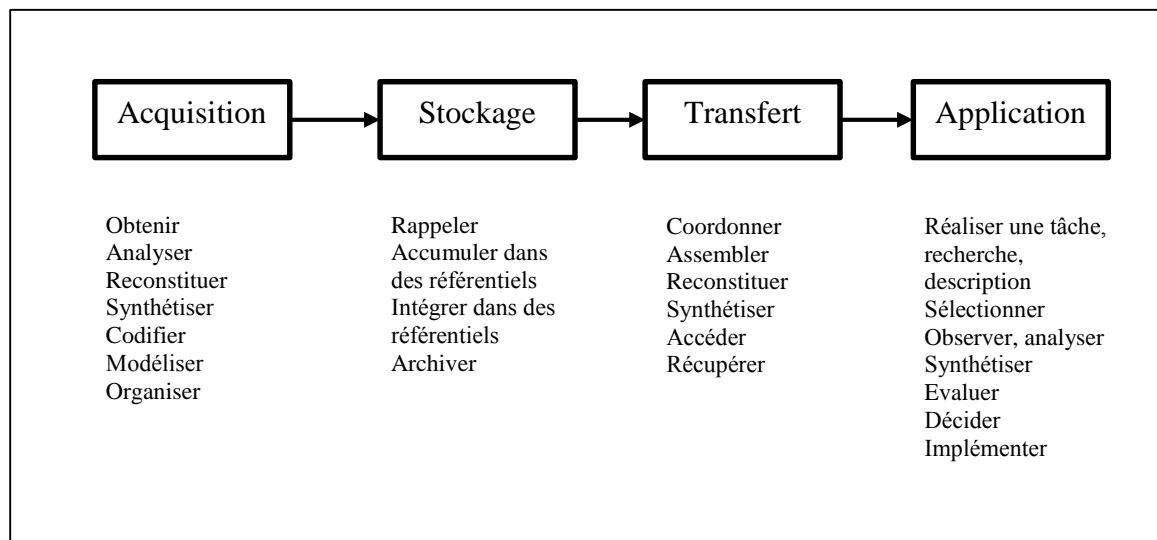 Acquisition
Stockage
Transfert
Application
Obtenir
Analyser
Reconstituer
Synthétiser
Codifier
Modéliser
Organiser
Rappeler
Accumuler dans
des référentiels
Intégrer dans des
référentiels
Archiver
Coordonner
Assembler
Reconstituer
Synthétiser
Accéder
Récupérer
Réaliser une tâche,
recherche,
description
Sélectionner
Observer, analyser
Synthétiser
Evaluer
Décider
Implémenter